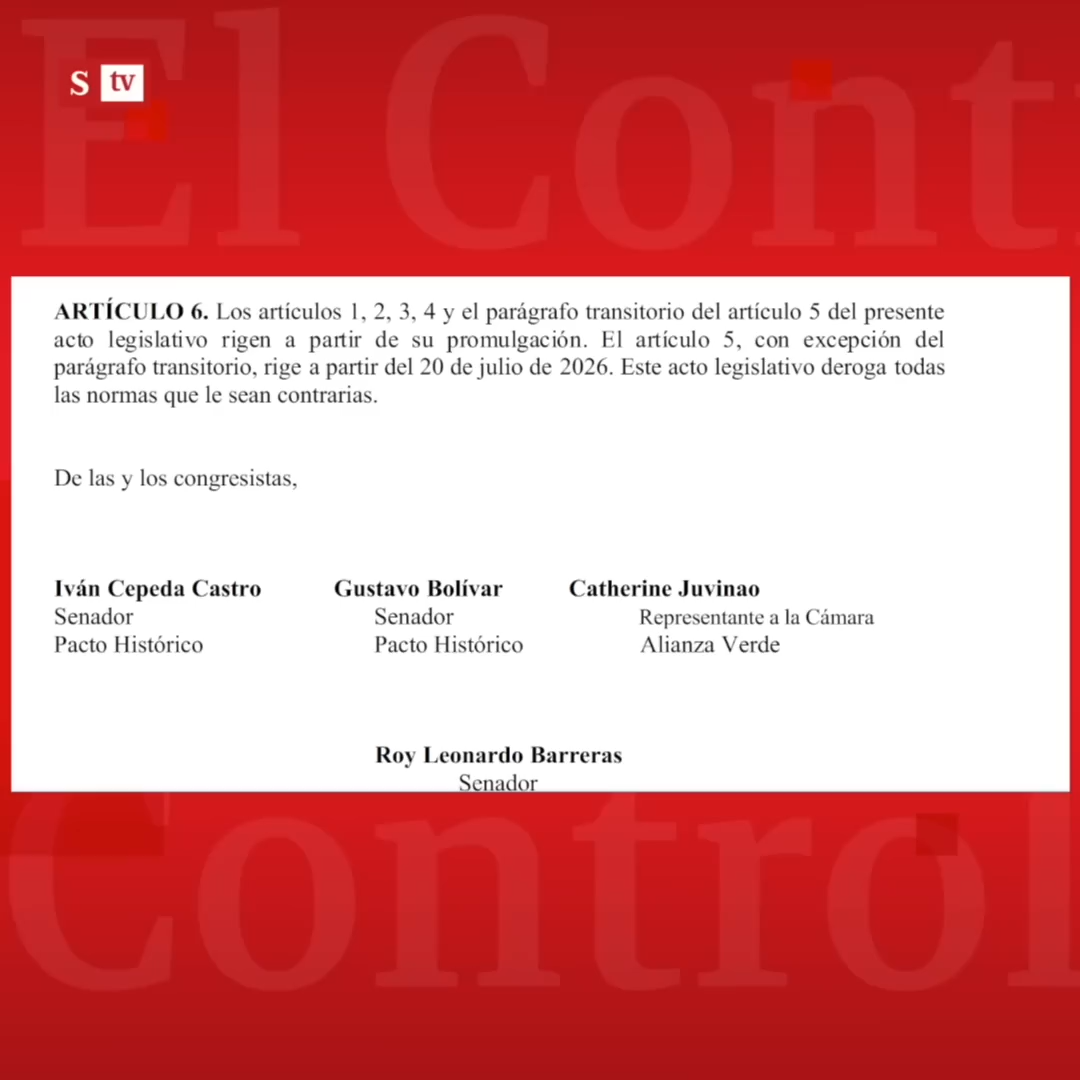 El Cont
S tv
ARTÍCULO 6. Los artículos 1, 2, 3, 4 y el parágrafo transitorio del artículo 5 del presente
acto legislativo rigen a partir de su promulgación. El artículo 5, con excepción del
parágrafo transitorio, rige a partir del 20 de julio de 2026. Este acto legislativo deroga todas
las normas que le sean contrarias.
De las y los congresistas,
Iván Cepeda Castro Gustavo Bolívar Catherine Juvinao
Senador Senador Representante a la Cámara
Pacto Histórico Pacto Histórico Alianza Verde
Roy Leonardo Barreras
Senador
Control